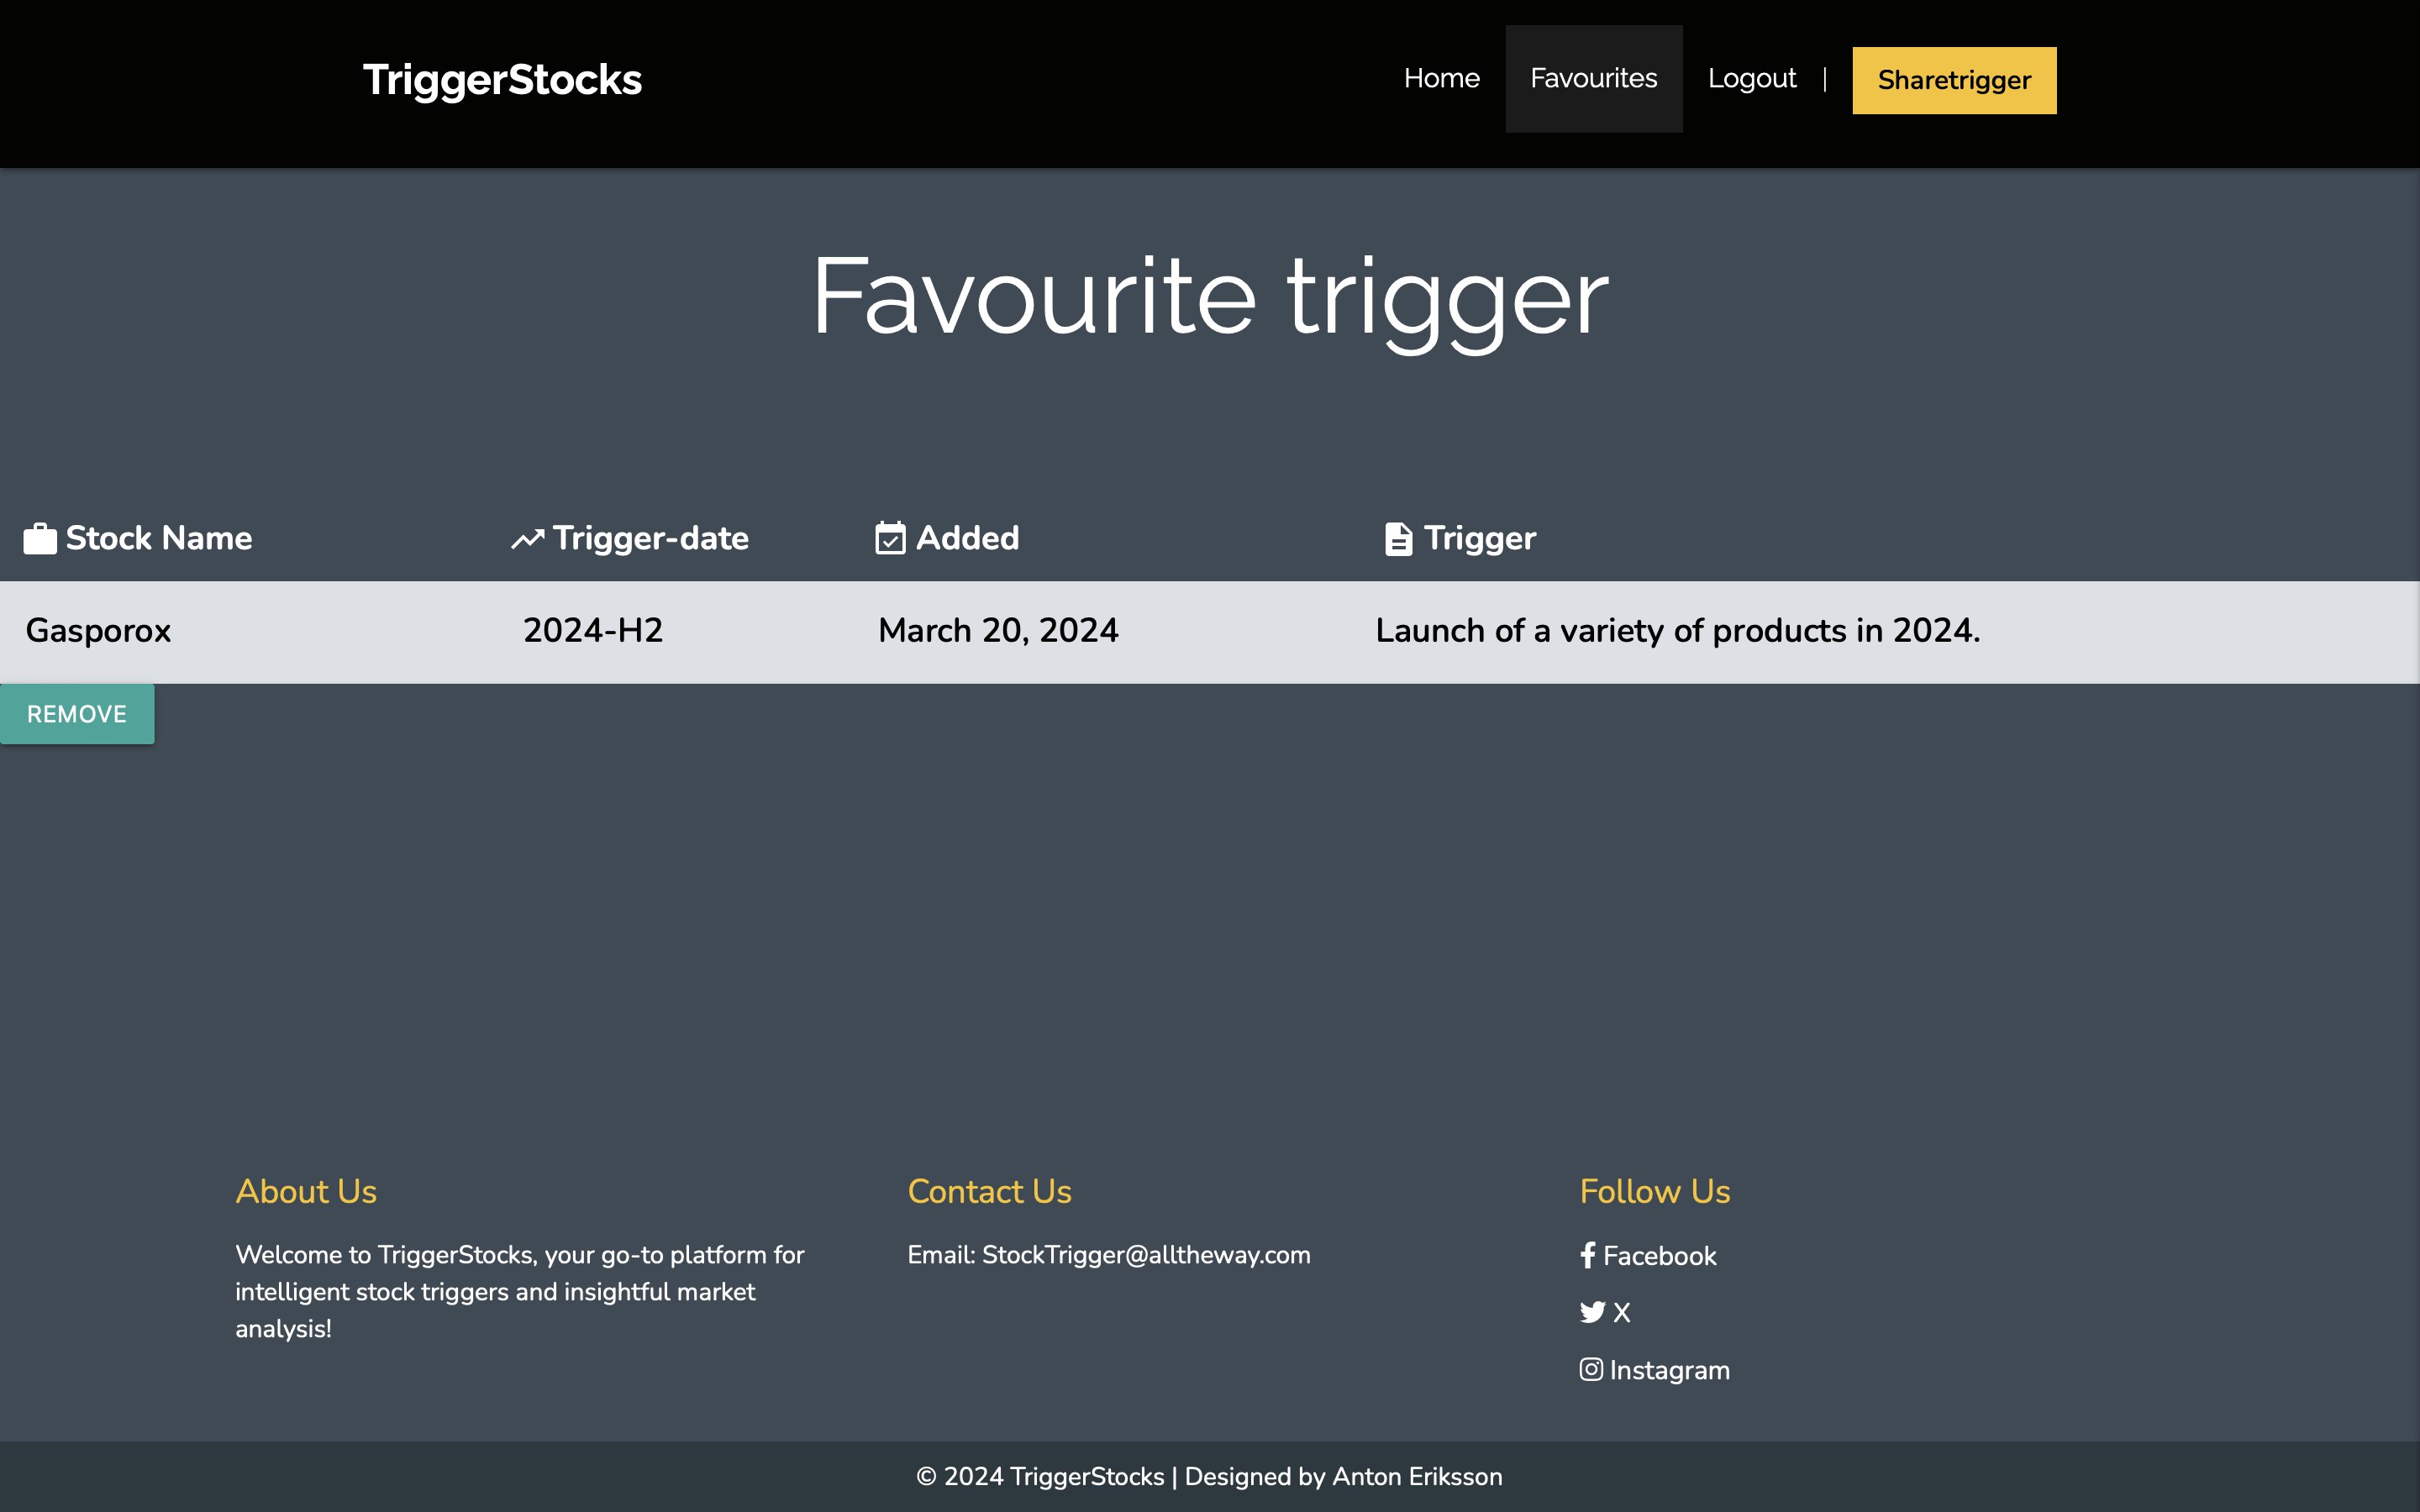 TriggerStocks
Home Favourites Logout | Sharetrigger
Favourite trigger
Stock Name Trigger-date Added Trigger
Gasporox 2024-H2 March 20, 2024 Launch of a variety of products in 2024.
REMOVE
About Us
Welcome to TriggerStocks, your go-to platform for
intelligent stock triggers and insightful market
analysis!
Contact Us
Email: StockTrigger@alltheway.com
Follow Us
Facebook
X
Instagram
© 2024 TriggerStocks | Designed by Anton Eriksson